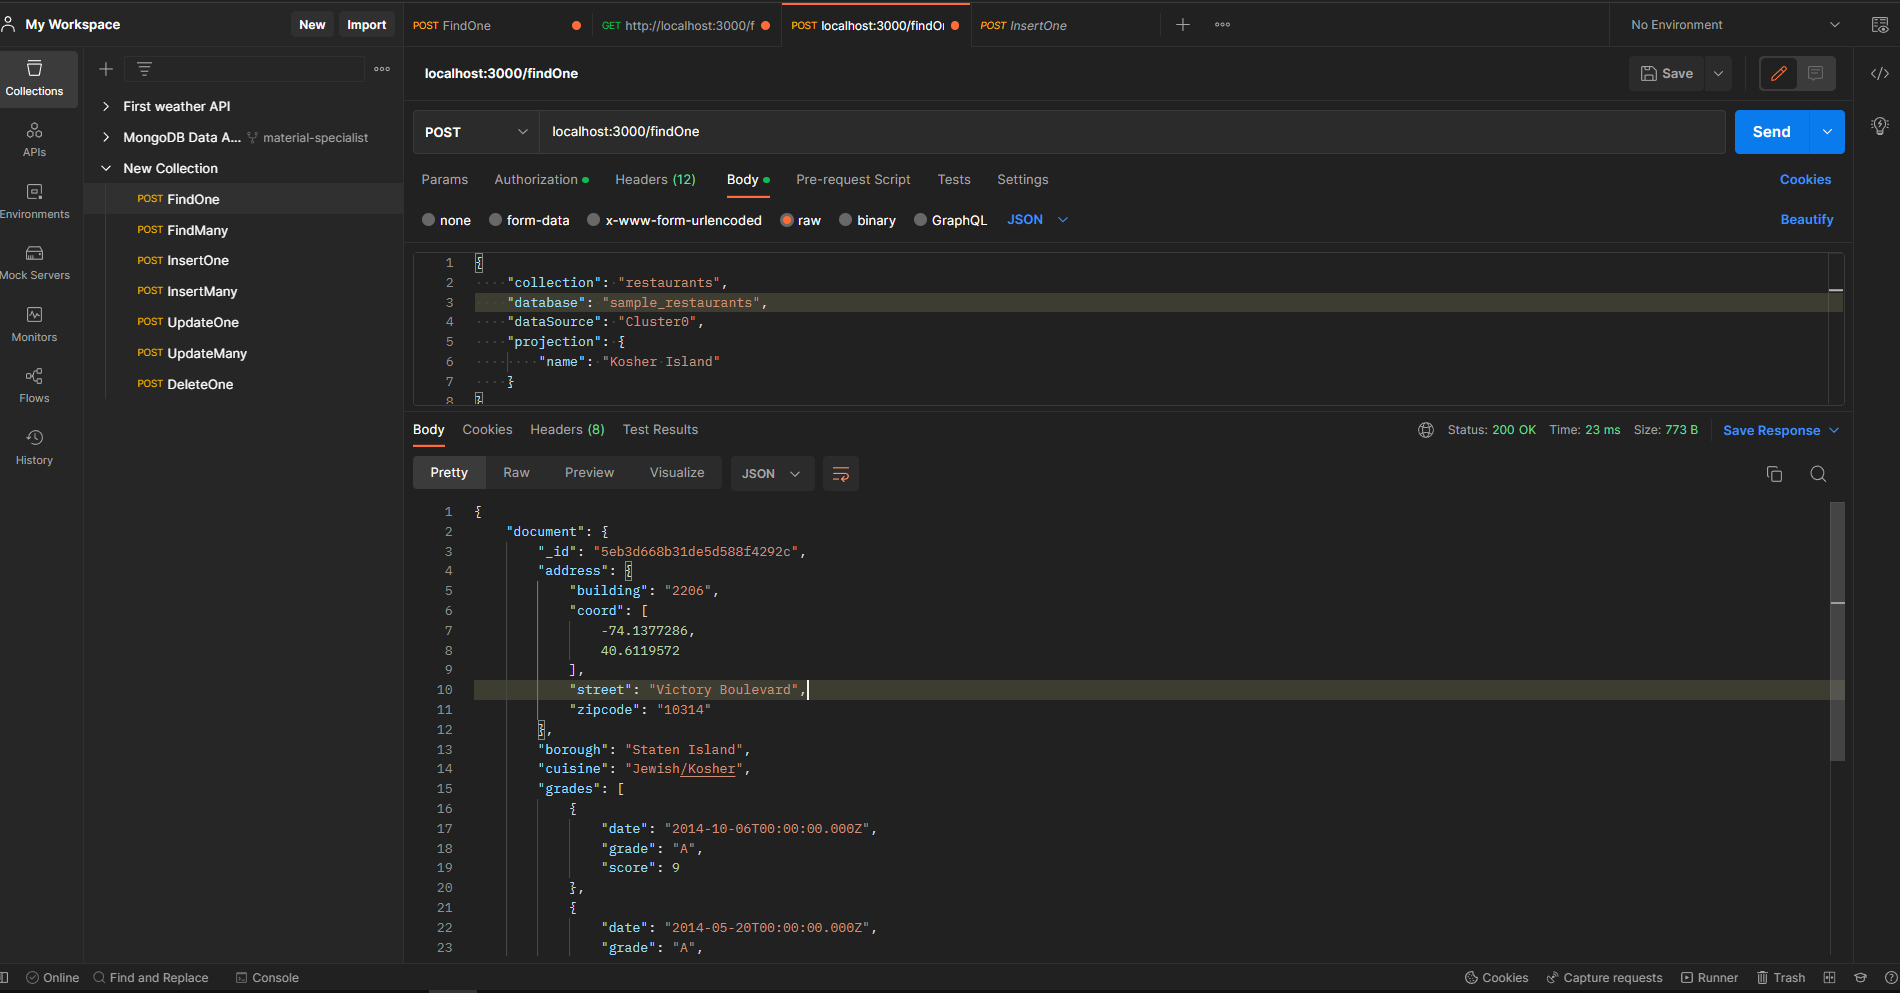 My Workspace
New
Import
POST FindOne
GET http://localhost:3000/f
POST localhost:3000/findO
POST InsertOne
No Environment
Collections
APIs
Environments
Mock Servers
Monitors
Flows
History
First weather API
MongoDB Data A... material-specialist
New Collection
POST FindOne
POST FindMany
POST InsertOne
POST InsertMany
POST UpdateOne
POST UpdateMany
POST DeleteOne
localhost:3000/findOne
Save
POST
localhost:3000/findOne
Send
Params Authorization Headers (12) Body Pre-request Script Tests Settings
Cookies
none form-data x-www-form-urlencoded raw binary GraphQL JSON
Beautify
1 {
2 "collection": "restaurants",
3 "database": "sample_restaurants",
4 "dataSource": "Cluster0",
5 "projection": {
6 "name": "Kosher Island"
7 }
8 }
Body Cookies Headers (8) Test Results
Status: 200 OK Time: 23 ms Size: 773 B
Save Response
Pretty Raw Preview Visualize JSON
1 {
2 "document": {
3 "_id": "5eb3d668b31de5d588f4292c",
4 "address": {
5 "building": "2206",
6 "coord": [
7 -74.1377286,
8 40.6119572
9 ],
10 "street": "Victory Boulevard",
11 "zipcode": "10314"
12 },
13 "borough": "Staten Island",
14 "cuisine": "Jewish/Kosher",
15 "grades": [
16 {
17 "date": "2014-10-06T00:00:00.000Z",
18 "grade": "A",
19 "score": 9
20 },
21 {
22 "date": "2014-05-20T00:00:00.000Z",
23 "grade": "A",
Online
Find and Replace
Console
Cookies
Capture requests
Runner
Trash